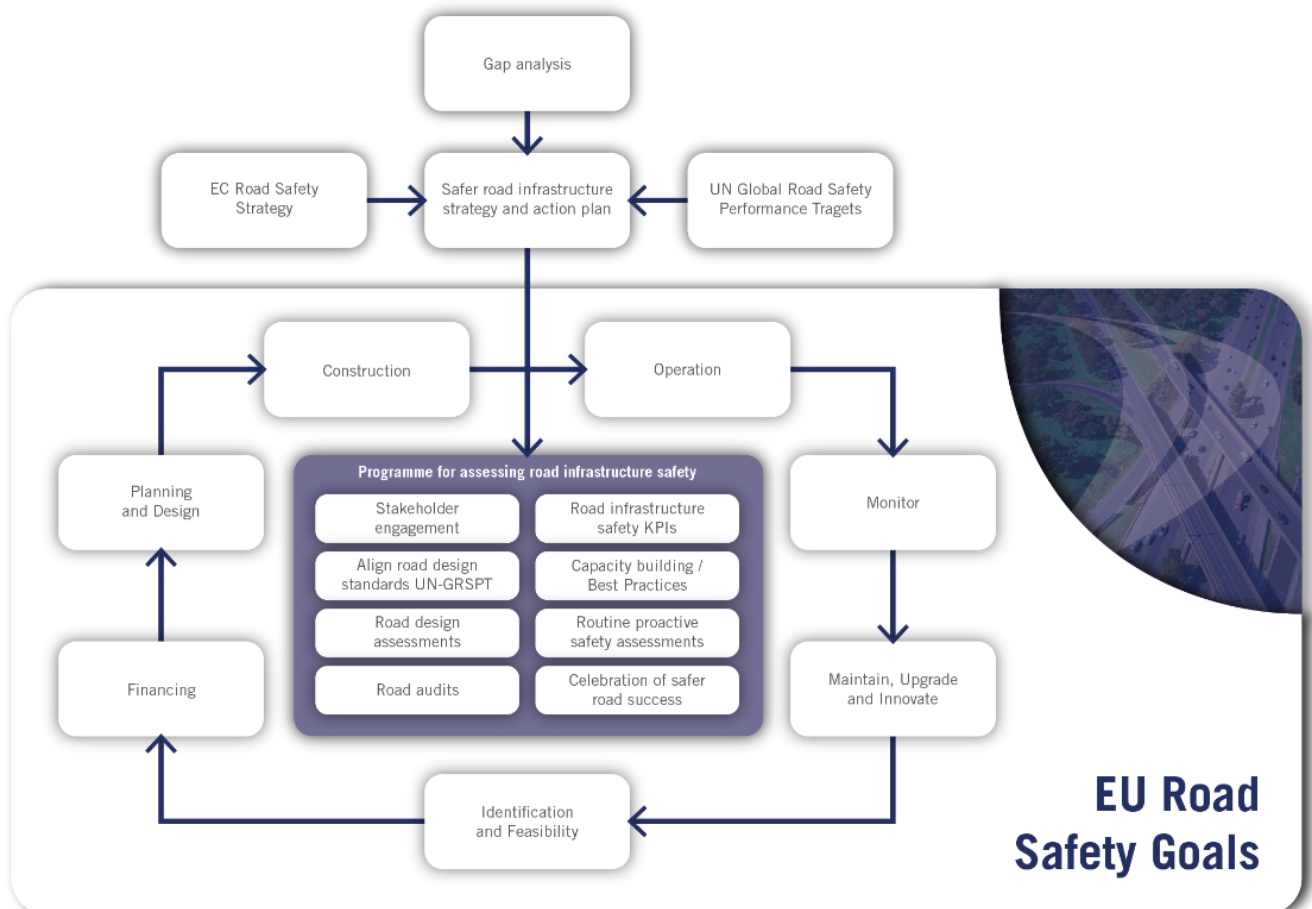 Gap analysis
EC Road Safety
Strategy
Safer road infrastructure
strategy and action plan
UN Global Road Safety
Performance Tragets
Construction
Operation
Planning
and Design
Programme for assessing road infrastructure safety
Stakeholder
engagement
Road infrastructure
safety KPIs
Align road design
standards UN-GRSPT
Capacity building /
Best Practices
Road design
assessments
Routine proactive
safety assessments
Road audits
Celebration of safer
road success
Monitor
Financing
Maintain, Upgrade
and Innovate
Identification
and Feasibility
EU Road
Safety Goals